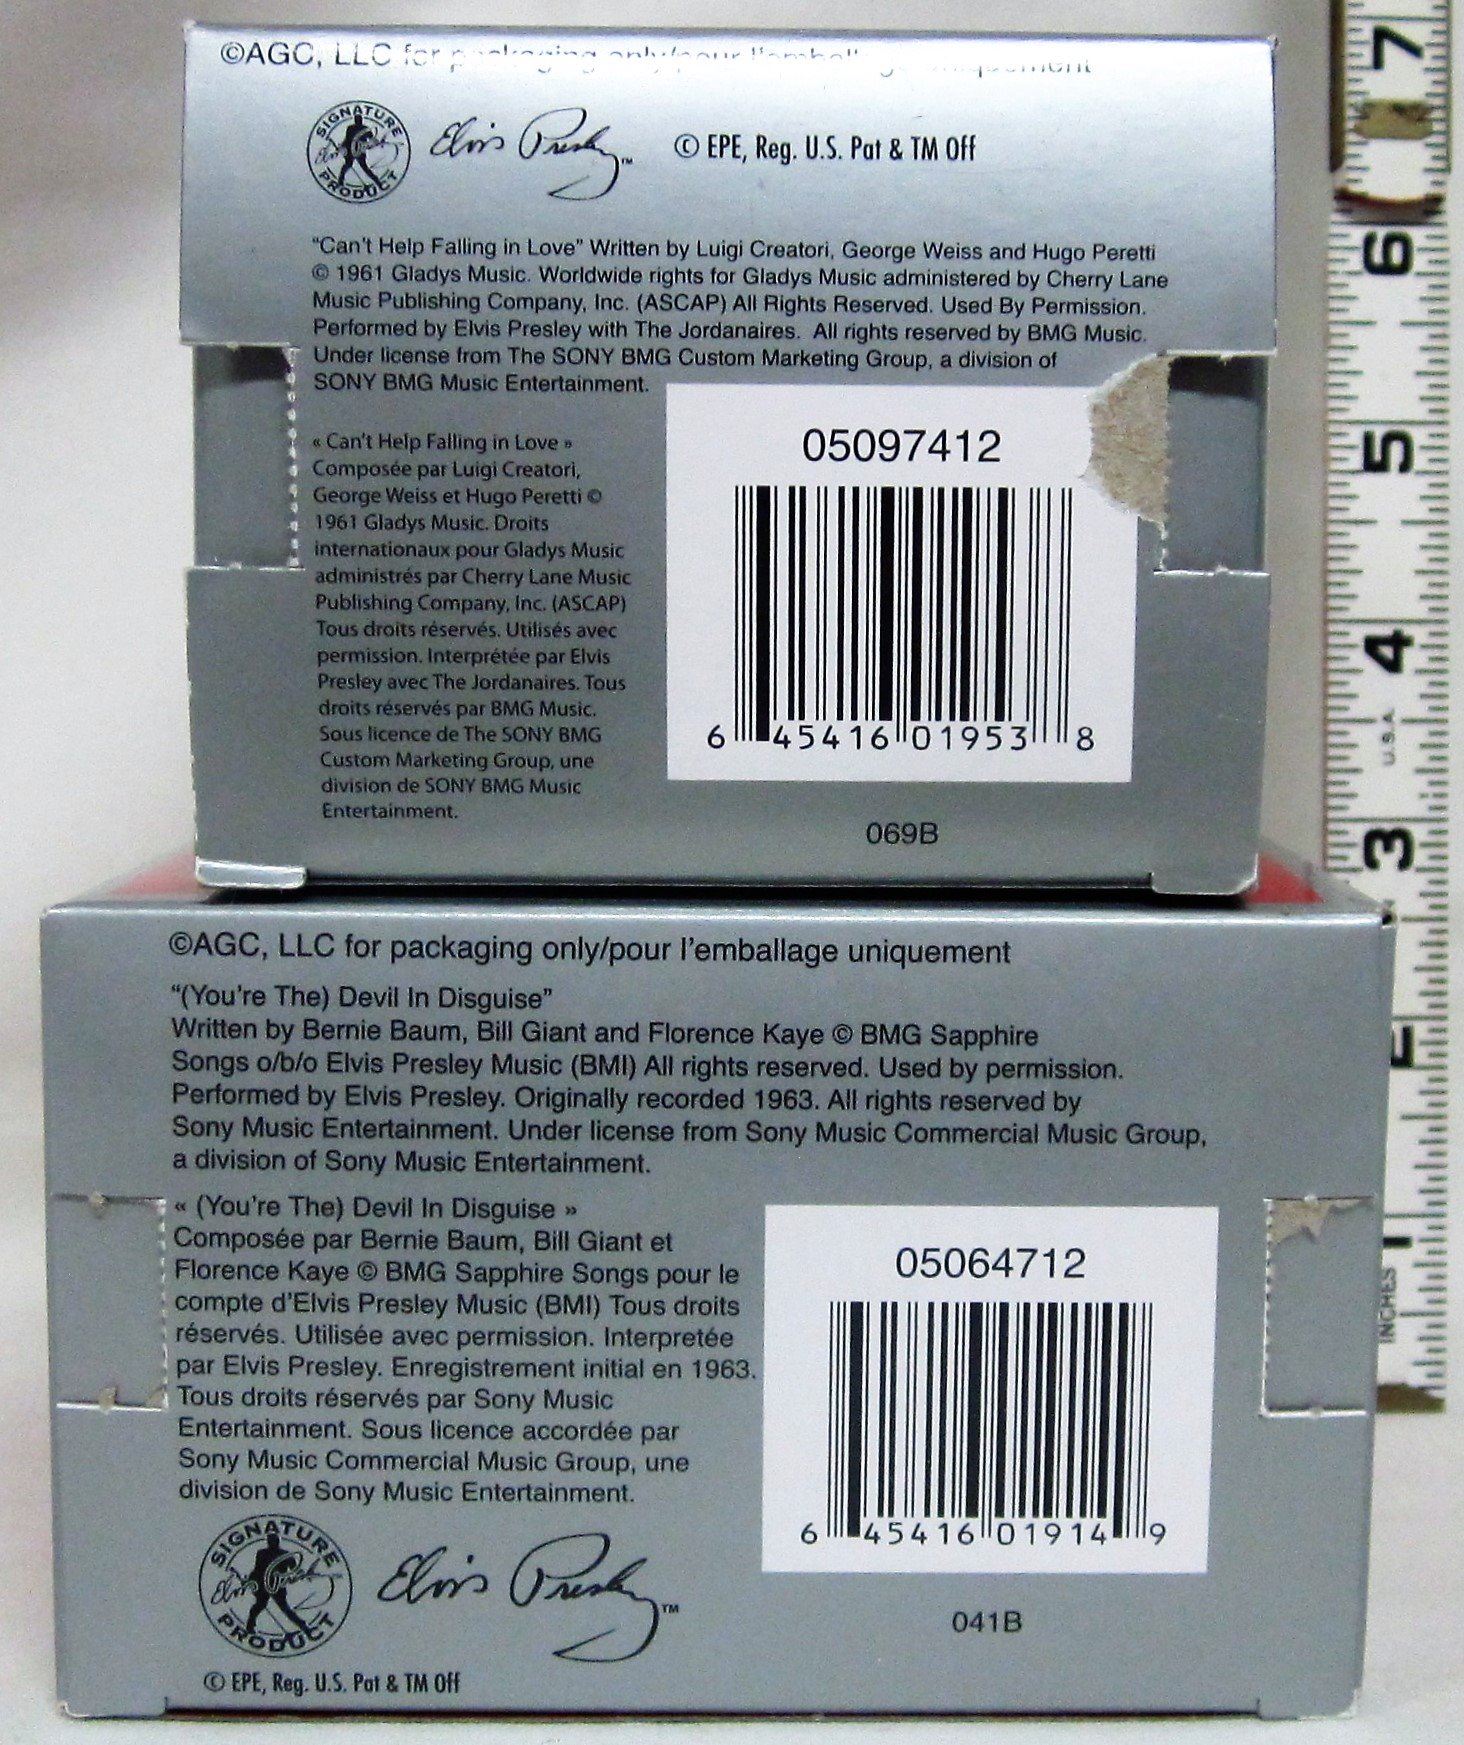 ©AGC, LLC for packaging only/pour l'emballage uniquement
SIGNATURE PRODUCT
Elvis Presley™ © EPE, Reg. U.S. Pat & TM Off
"Can't Help Falling in Love" Written by Luigi Creatori, George Weiss and Hugo Peretti
© 1961 Gladys Music. Worldwide rights for Gladys Music administered by Cherry Lane
Music Publishing Company, Inc. (ASCAP) All Rights Reserved. Used By Permission.
Performed by Elvis Presley with The Jordanaires. All rights reserved by BMG Music.
Under license from The SONY BMG Custom Marketing Group, a division of
SONY BMG Music Entertainment.
« Can't Help Falling in Love »
Composée par Luigi Creatori,
George Weiss et Hugo Peretti ©
1961 Gladys Music. Droits
internationaux pour Gladys Music
administrés par Cherry Lane Music
Publishing Company, Inc. (ASCAP)
Tous droits réservés. Utilisés avec
permission. Interprétée par Elvis
Presley avec The Jordanaires. Tous
droits réservés par BMG Music.
Sous licence de The SONY BMG
Custom Marketing Group, une
division de SONY BMG Music
Entertainment.
05097412
6 45416 01953 8
069B
©AGC, LLC for packaging only/pour l'emballage uniquement
"(You're The) Devil In Disguise"
Written by Bernie Baum, Bill Giant and Florence Kaye © BMG Sapphire
Songs o/b/o Elvis Presley Music (BMI) All rights reserved. Used by permission.
Performed by Elvis Presley. Originally recorded 1963. All rights reserved by
Sony Music Entertainment. Under license from Sony Music Commercial Music Group,
a division of Sony Music Entertainment.
« (You're The) Devil In Disguise »
Composée par Bernie Baum, Bill Giant et
Florence Kaye © BMG Sapphire Songs pour le
compte d'Elvis Presley Music (BMI) Tous droits
réservés. Utilisée avec permission. Interpretée
par Elvis Presley. Enregistrement initial en 1963.
Tous droits réservés par Sony Music
Entertainment. Sous licence accordée par
Sony Music Commercial Music Group, une
division de Sony Music Entertainment.
05064712
6 45416 01914 9
041B
SIGNATURE PRODUCT
Elvis Presley™
© EPE, Reg. U.S. Pat & TM Off
7
6
5
4
U.S.A.
3
2
1
INCHES